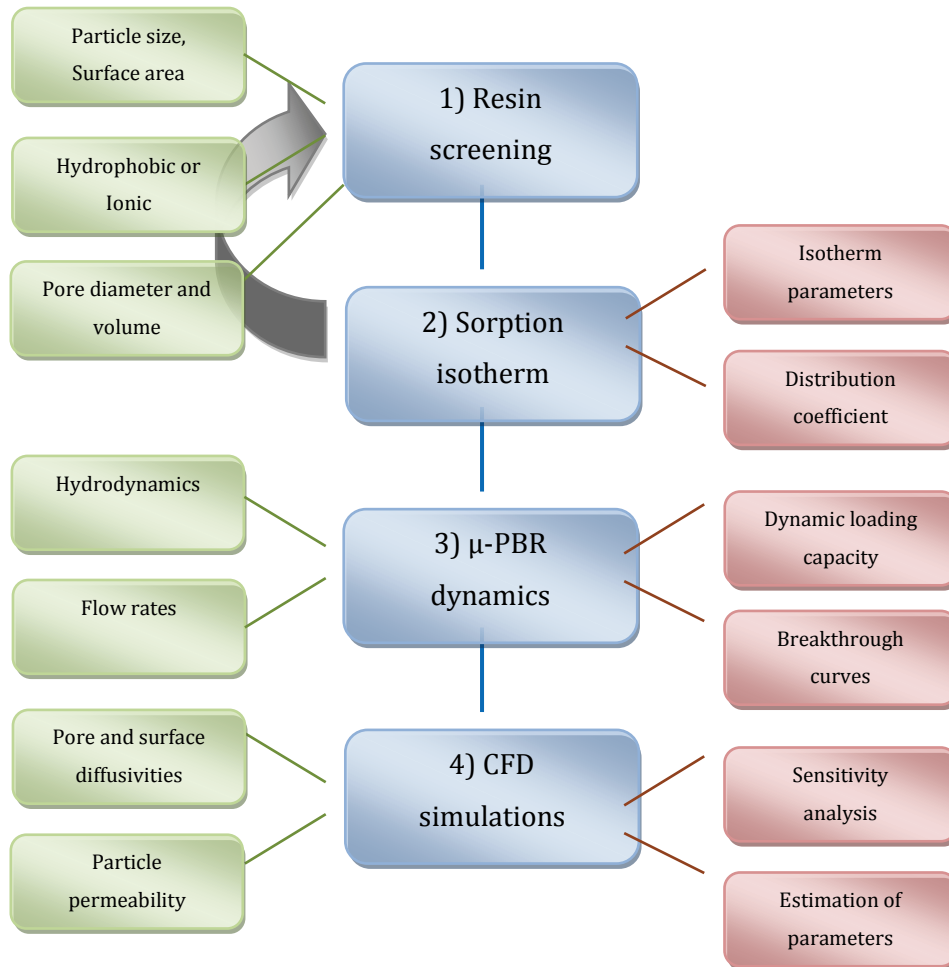 Particle size,
Surface area
1) Resin
screening
Hydrophobic or
Ionic
Pore diameter and
volume
2) Sorption
isotherm
Isotherm
parameters
Distribution
coefficient
Hydrodynamics
Flow rates
3) μ-PBR
dynamics
Dynamic loading
capacity
Breakthrough
curves
Pore and surface
diffusivities
Particle
permeability
4) CFD
simulations
Sensitivity
analysis
Estimation of
parameters